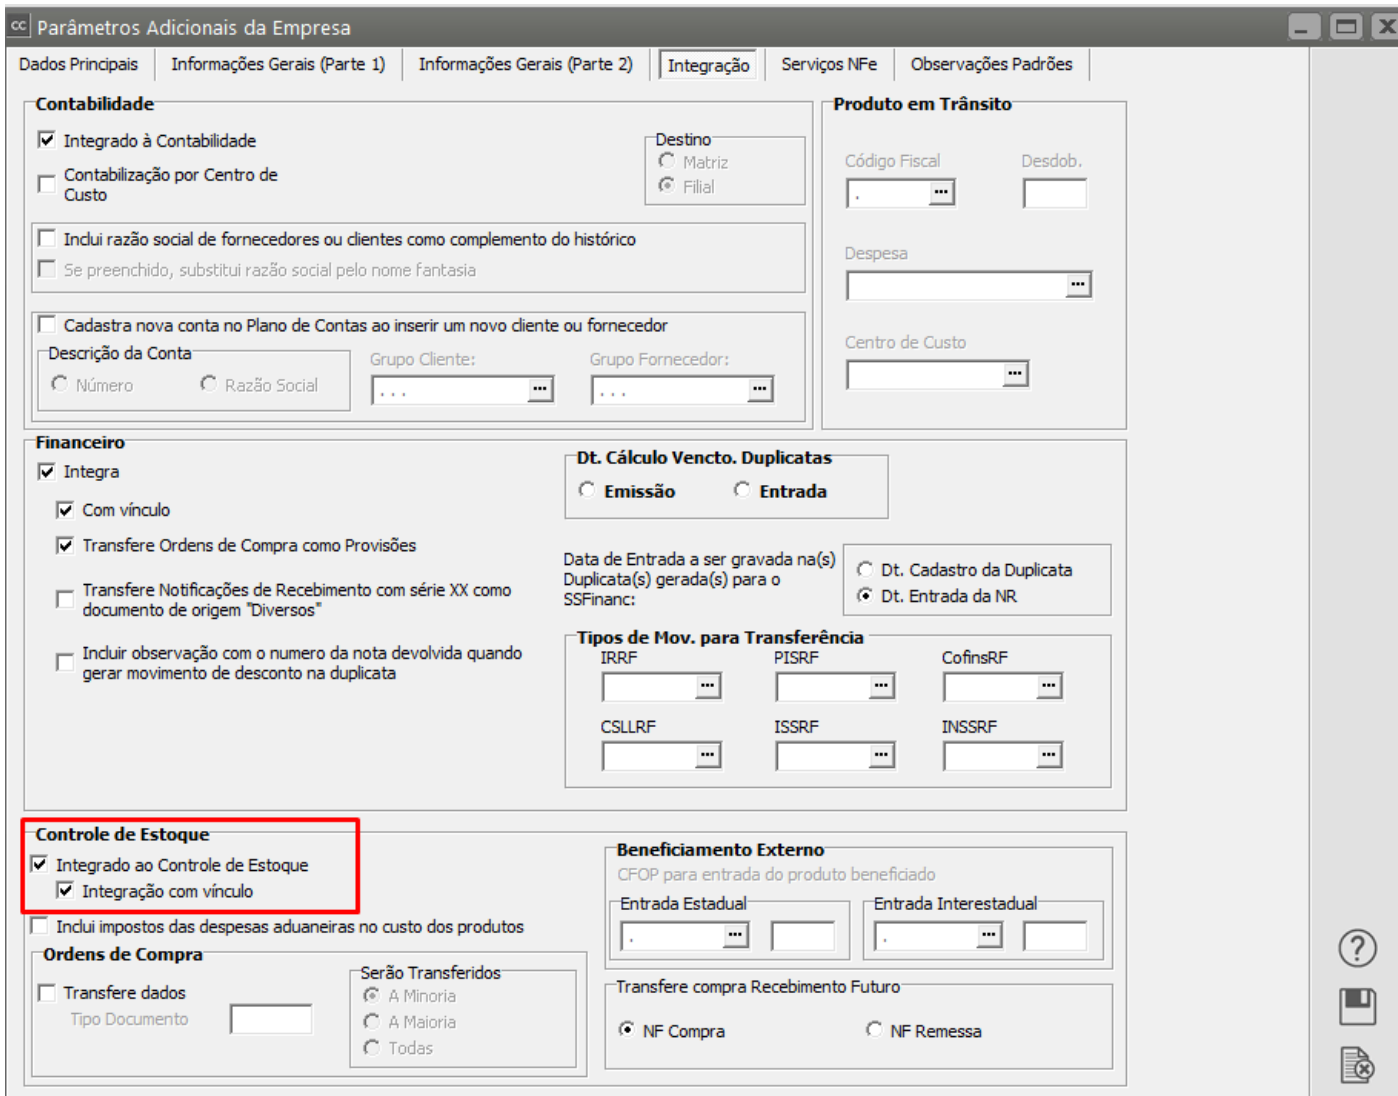 cc Parâmetros Adicionais da Empresa
Dados Principais Informações Gerais (Parte 1) Informações Gerais (Parte 2) Integração Serviços NFe Observações Padrões
Contabilidade
Integrado à Contabilidade
Contabilização por Centro de
Custo
Destino
Matriz
Filial
Inclui razão social de fornecedores ou clientes como complemento do histórico
Se preenchido, substitui razão social pelo nome fantasia
Cadastra nova conta no Plano de Contas ao inserir um novo cliente ou fornecedor
Descrição da Conta
Número Razão Social
Grupo Cliente:
. . . ...
Grupo Fornecedor:
. . . ...
Produto em Trânsito
Código Fiscal Desdob.
. ...
Despesa
...
Centro de Custo
...
Financeiro
Integra
Com vínculo
Transfere Ordens de Compra como Provisões
Transfere Notificações de Recebimento com série XX como
documento de origem "Diversos"
Incluir observação com o numero da nota devolvida quando
gerar movimento de desconto na duplicata
Dt. Cálculo Vencto. Duplicatas
Emissão Entrada
Data de Entrada a ser gravada na(s)
Duplicata(s) gerada(s) para o
SSFinanc:
Dt. Cadastro da Duplicata
Dt. Entrada da NR
Tipos de Mov. para Transferência
IRRF PISRF CofinsRF
... ... ...
CSLLRF ISSRF INSSRF
... ... ...
Controle de Estoque
Integrado ao Controle de Estoque
Integração com vínculo
Inclui impostos das despesas aduaneiras no custo dos produtos
Ordens de Compra
Transfere dados
Tipo Documento
Serão Transferidos
A Minoria
A Maioria
Todas
Beneficiamento Externo
CFOP para entrada do produto beneficiado
Entrada Estadual Entrada Interestadual
. ... . ...
Transfere compra Recebimento Futuro
NF Compra NF Remessa
?